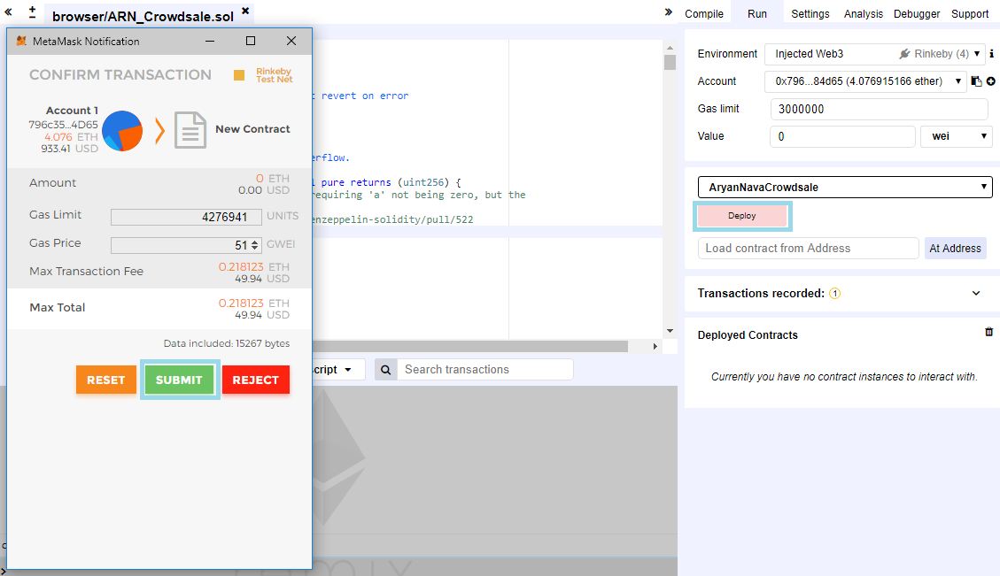 browser/ARN_Crowdsale.sol
MetaMask Notification
CONFIRM TRANSACTION
Rinkeby
Test Net
Account 1
796c35...4D65
4.076 ETH
933.41 USD
New Contract
Amount
0 ETH
0.00 USD
Gas Limit
4276941 UNITS
Gas Price
51 GWEI
Max Transaction Fee
0.218123 ETH
49.94 USD
Max Total
0.218123 ETH
49.94 USD
Data included: 15267 bytes
RESET SUBMIT REJECT
t revert on error
erflow.
l pure returns (uint256) {
requiring 'a' not being zero, but the
enzeppelin-solidity/pull/522
cript
Search transactions
Compile Run Settings Analysis Debugger Support
Environment Injected Web3 Rinkeby (4)
Account 0x796...84d65 (4.076915166 ether)
Gas limit 3000000
Value 0 wei
AryanNavaCrowdsale
Deploy
Load contract from Address At Address
Transactions recorded: 1
Deployed Contracts
Currently you have no contract instances to interact with.